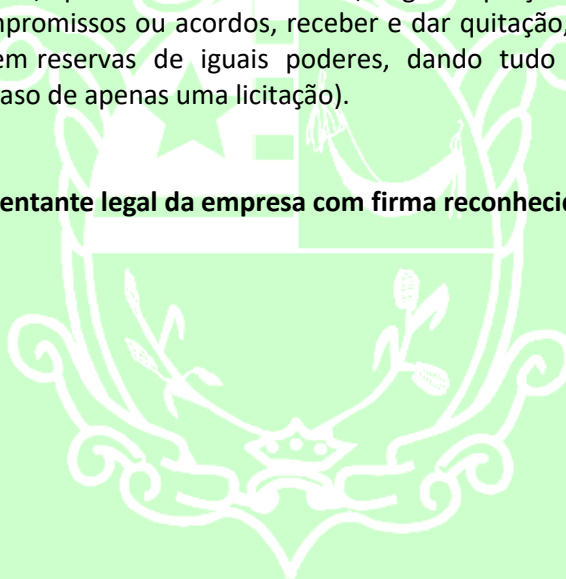 mpromissos ou acordos, receber e dar quitação,
em reservas de iguais poderes, dando tudo
aso de apenas uma licitação).
entante legal da empresa com firma reconhecid